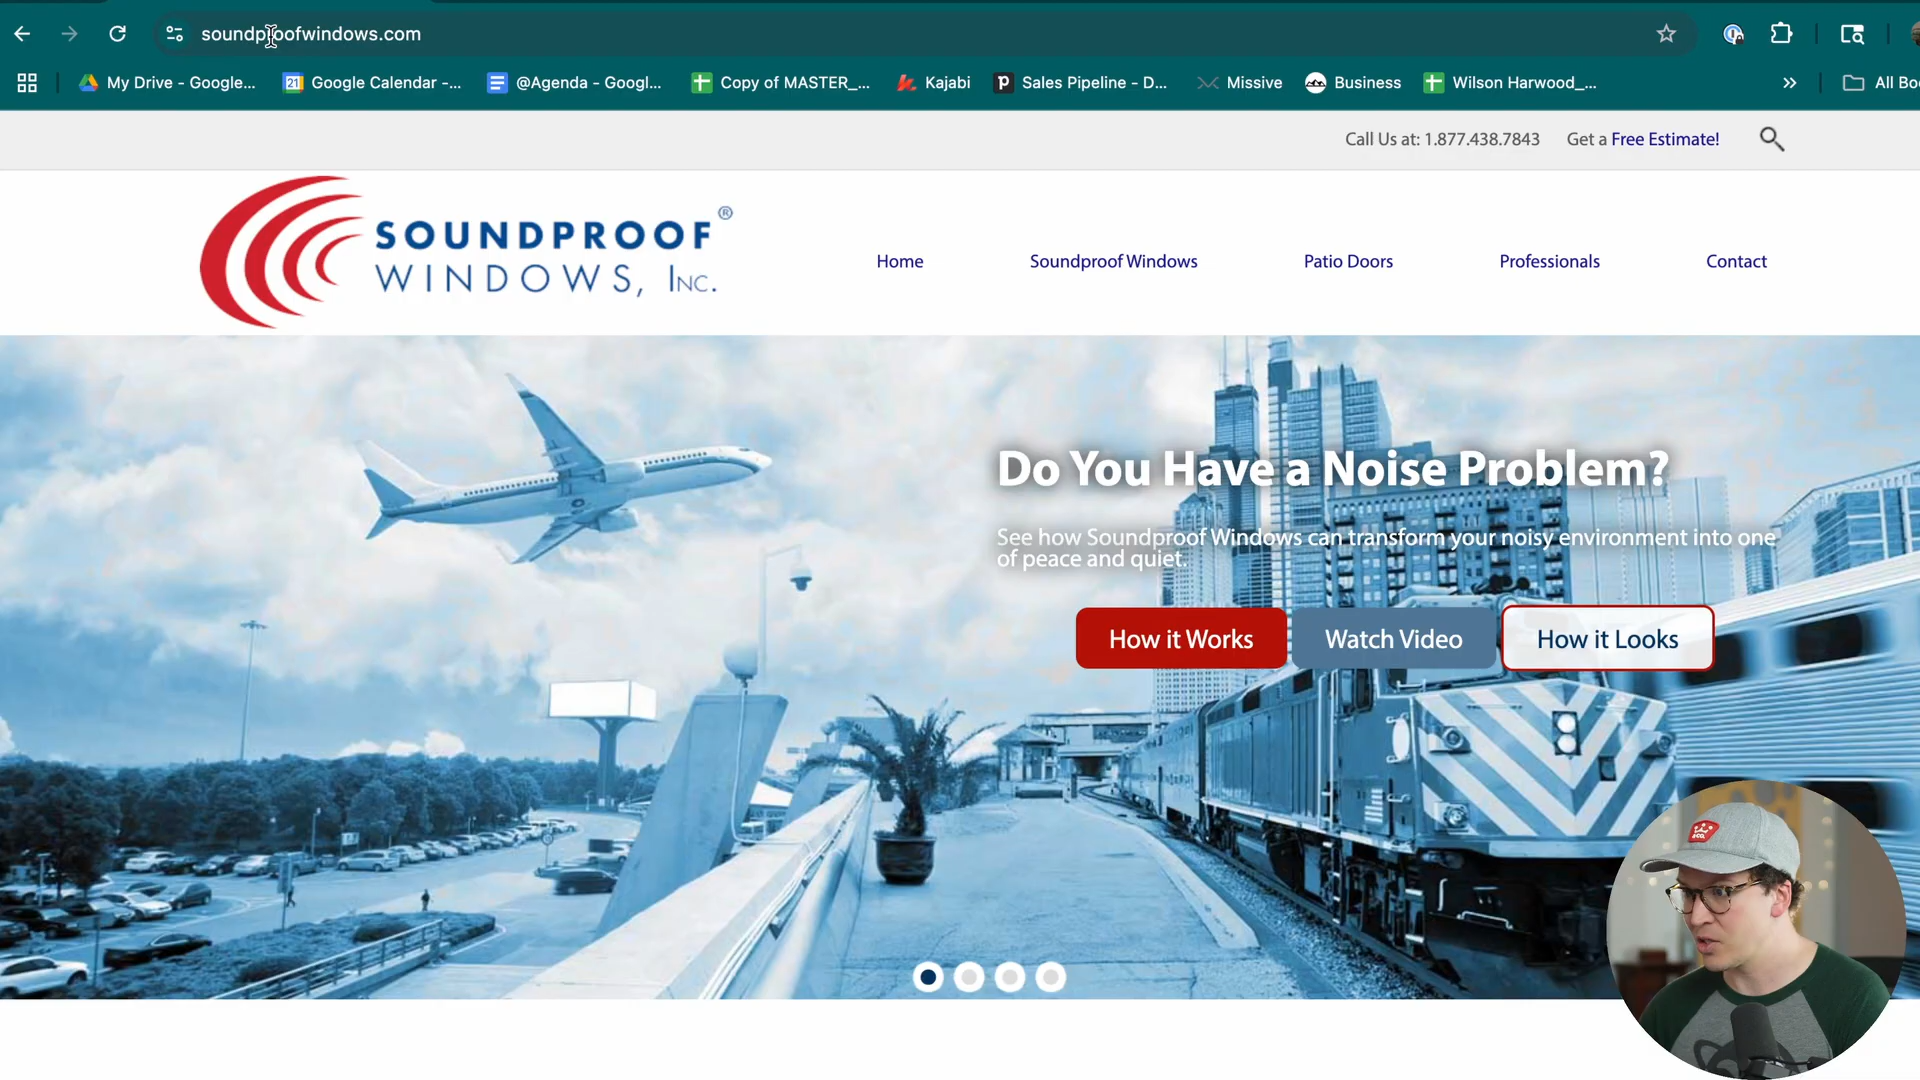 soundproofwindows.com
My Drive - Google...
21
Google Calendar -...
@Agenda - Googl...
Copy of MASTER_...
Kajabi
Sales Pipeline - D...
Missive
Business
Wilson Harwood_...
All Boo
Call Us at: 1.877.438.7843
Get a Free Estimate!
SOUNDPROOF®
WINDOWS, INC.
Home
Soundproof Windows
Patio Doors
Professionals
Contact
Do You Have a Noise Problem?
See how Soundproof Windows can transform your noisy environment into one
of peace and quiet.
How it Works
Watch Video
How it Looks